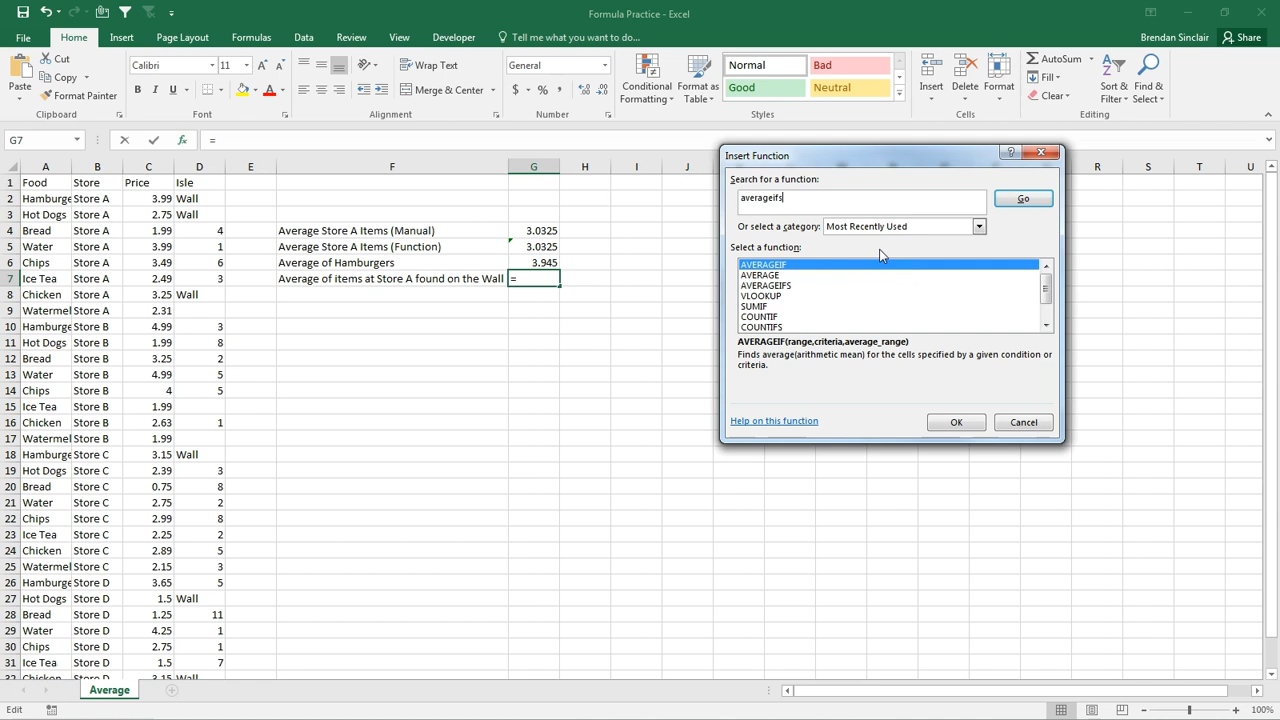 Formula Practice - Excel
File Home Insert Page Layout Formulas Data Review View Developer Tell me what you want to do... Brendan Sinclair Share
Paste
Cut
Copy
Format Painter
Clipboard
Calibri 11
B I U
Font
Wrap Text
Merge & Center
Alignment
General
$ % ,
Number
Conditional Formatting
Format as Table
Normal Bad
Good Neutral
Styles
Insert Delete Format
Cells
AutoSum
Fill
Clear
Sort & Filter
Find & Select
Editing
G7 fx =
A B C D E F G H I J R S T U
1 Food Store Price Isle
2 Hamburge Store A 3.99 Wall
3 Hot Dogs Store A 2.75 Wall
4 Bread Store A 1.99 4 Average Store A Items (Manual) 3.0325
5 Water Store A 3.99 1 Average Store A Items (Function) 3.0325
6 Chips Store A 3.49 6 Average of Hamburgers 3.945
7 Ice Tea Store A 2.49 3 Average of items at Store A found on the Wall =
8 Chicken Store A 3.25 Wall
9 Watermel Store A 2.31
10 Hamburge Store B 4.99 3
11 Hot Dogs Store B 1.99 8
12 Bread Store B 3.25 2
13 Water Store B 4.99 5
14 Chips Store B 4 5
15 Ice Tea Store B 1.99
16 Chicken Store B 2.63 1
17 Watermel Store B 1.99
18 Hamburge Store C 3.15 Wall
19 Hot Dogs Store C 2.39 3
20 Bread Store C 0.75 8
21 Water Store C 2.75 2
22 Chips Store C 2.99 8
23 Ice Tea Store C 2.25 2
24 Chicken Store C 2.89 5
25 Watermel Store C 2.15 3
26 Hamburge Store D 3.65 5
27 Hot Dogs Store D 1.5 Wall
28 Bread Store D 1.25 11
29 Water Store D 4.25 1
30 Chips Store D 2.75 1
31 Ice Tea Store D 1.5 7
32 Chicken Store D 3.15 Wall
Insert Function
Search for a function:
averageifs
Go
Or select a category: Most Recently Used
Select a function:
AVERAGEIF
AVERAGE
AVERAGEIFS
VLOOKUP
SUMIF
COUNTIF
COUNTIFS
AVERAGEIF(range,criteria,average_range)
Finds average(arithmetic mean) for the cells specified by a given condition or
criteria.
Help on this function
OK Cancel
Average
Edit
100%